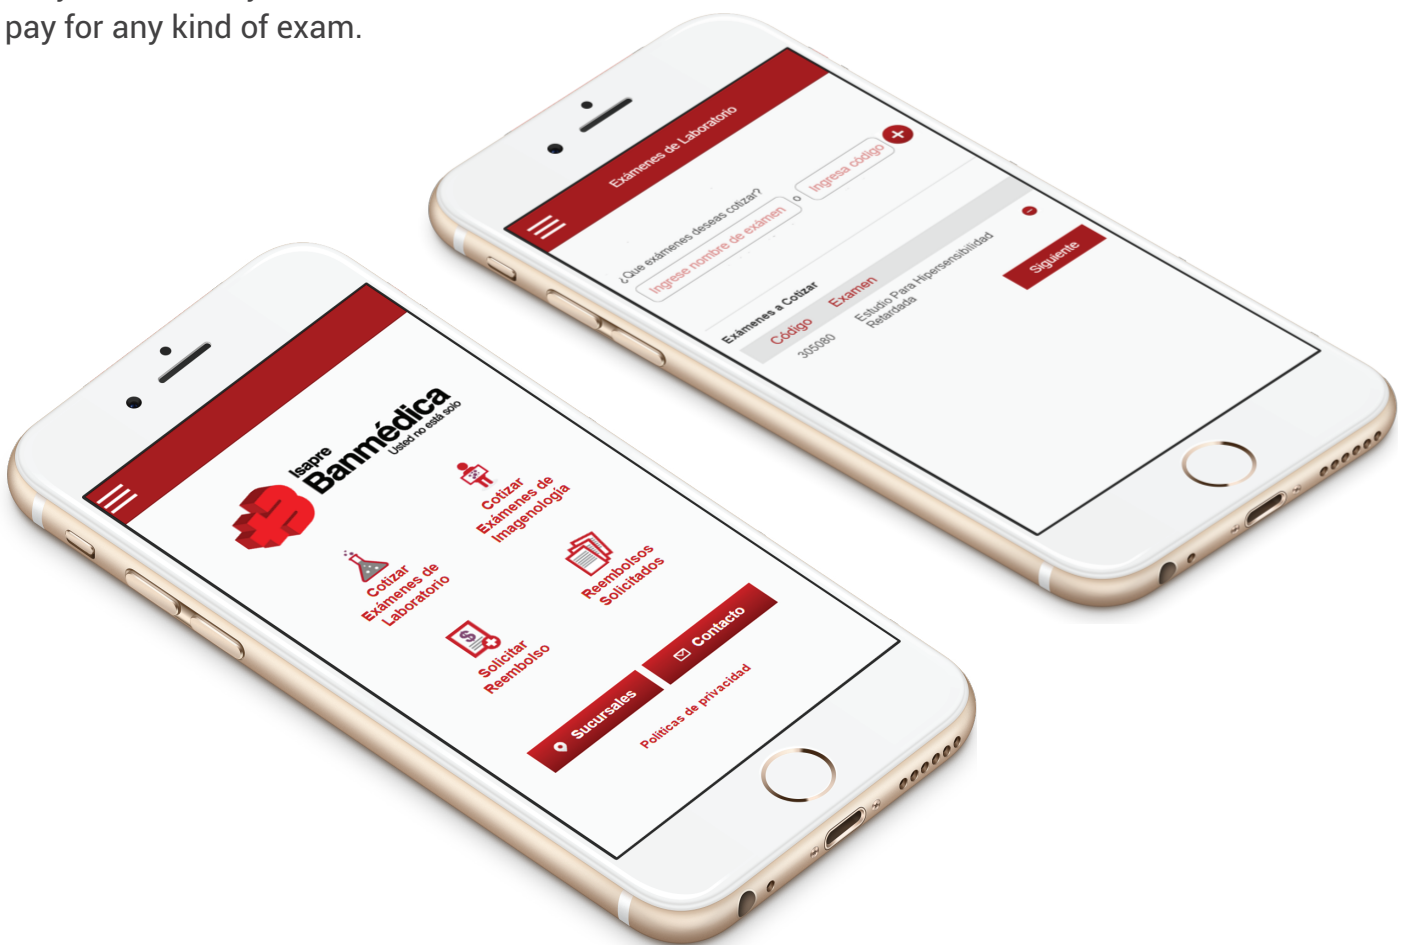 pay for any kind of exam.
Exámenes de Laboratorio
¿Que exámenes deseas cotizar?
Ingrese nombre de exámen o Ingresa código
Exámenes a Cotizar
Código Examen
305080 Estudio Para Hipersensibilidad
Retardada
Siguiente
Isapre
Banmédica
Usted no está solo
Cotizar
Exámenes de
Laboratorio
Cotizar
Exámenes de
Imagenología
Solicitar
Reembolso
Reembolsos
Solicitados
Sucursales
Contacto
Políticas de privacidad